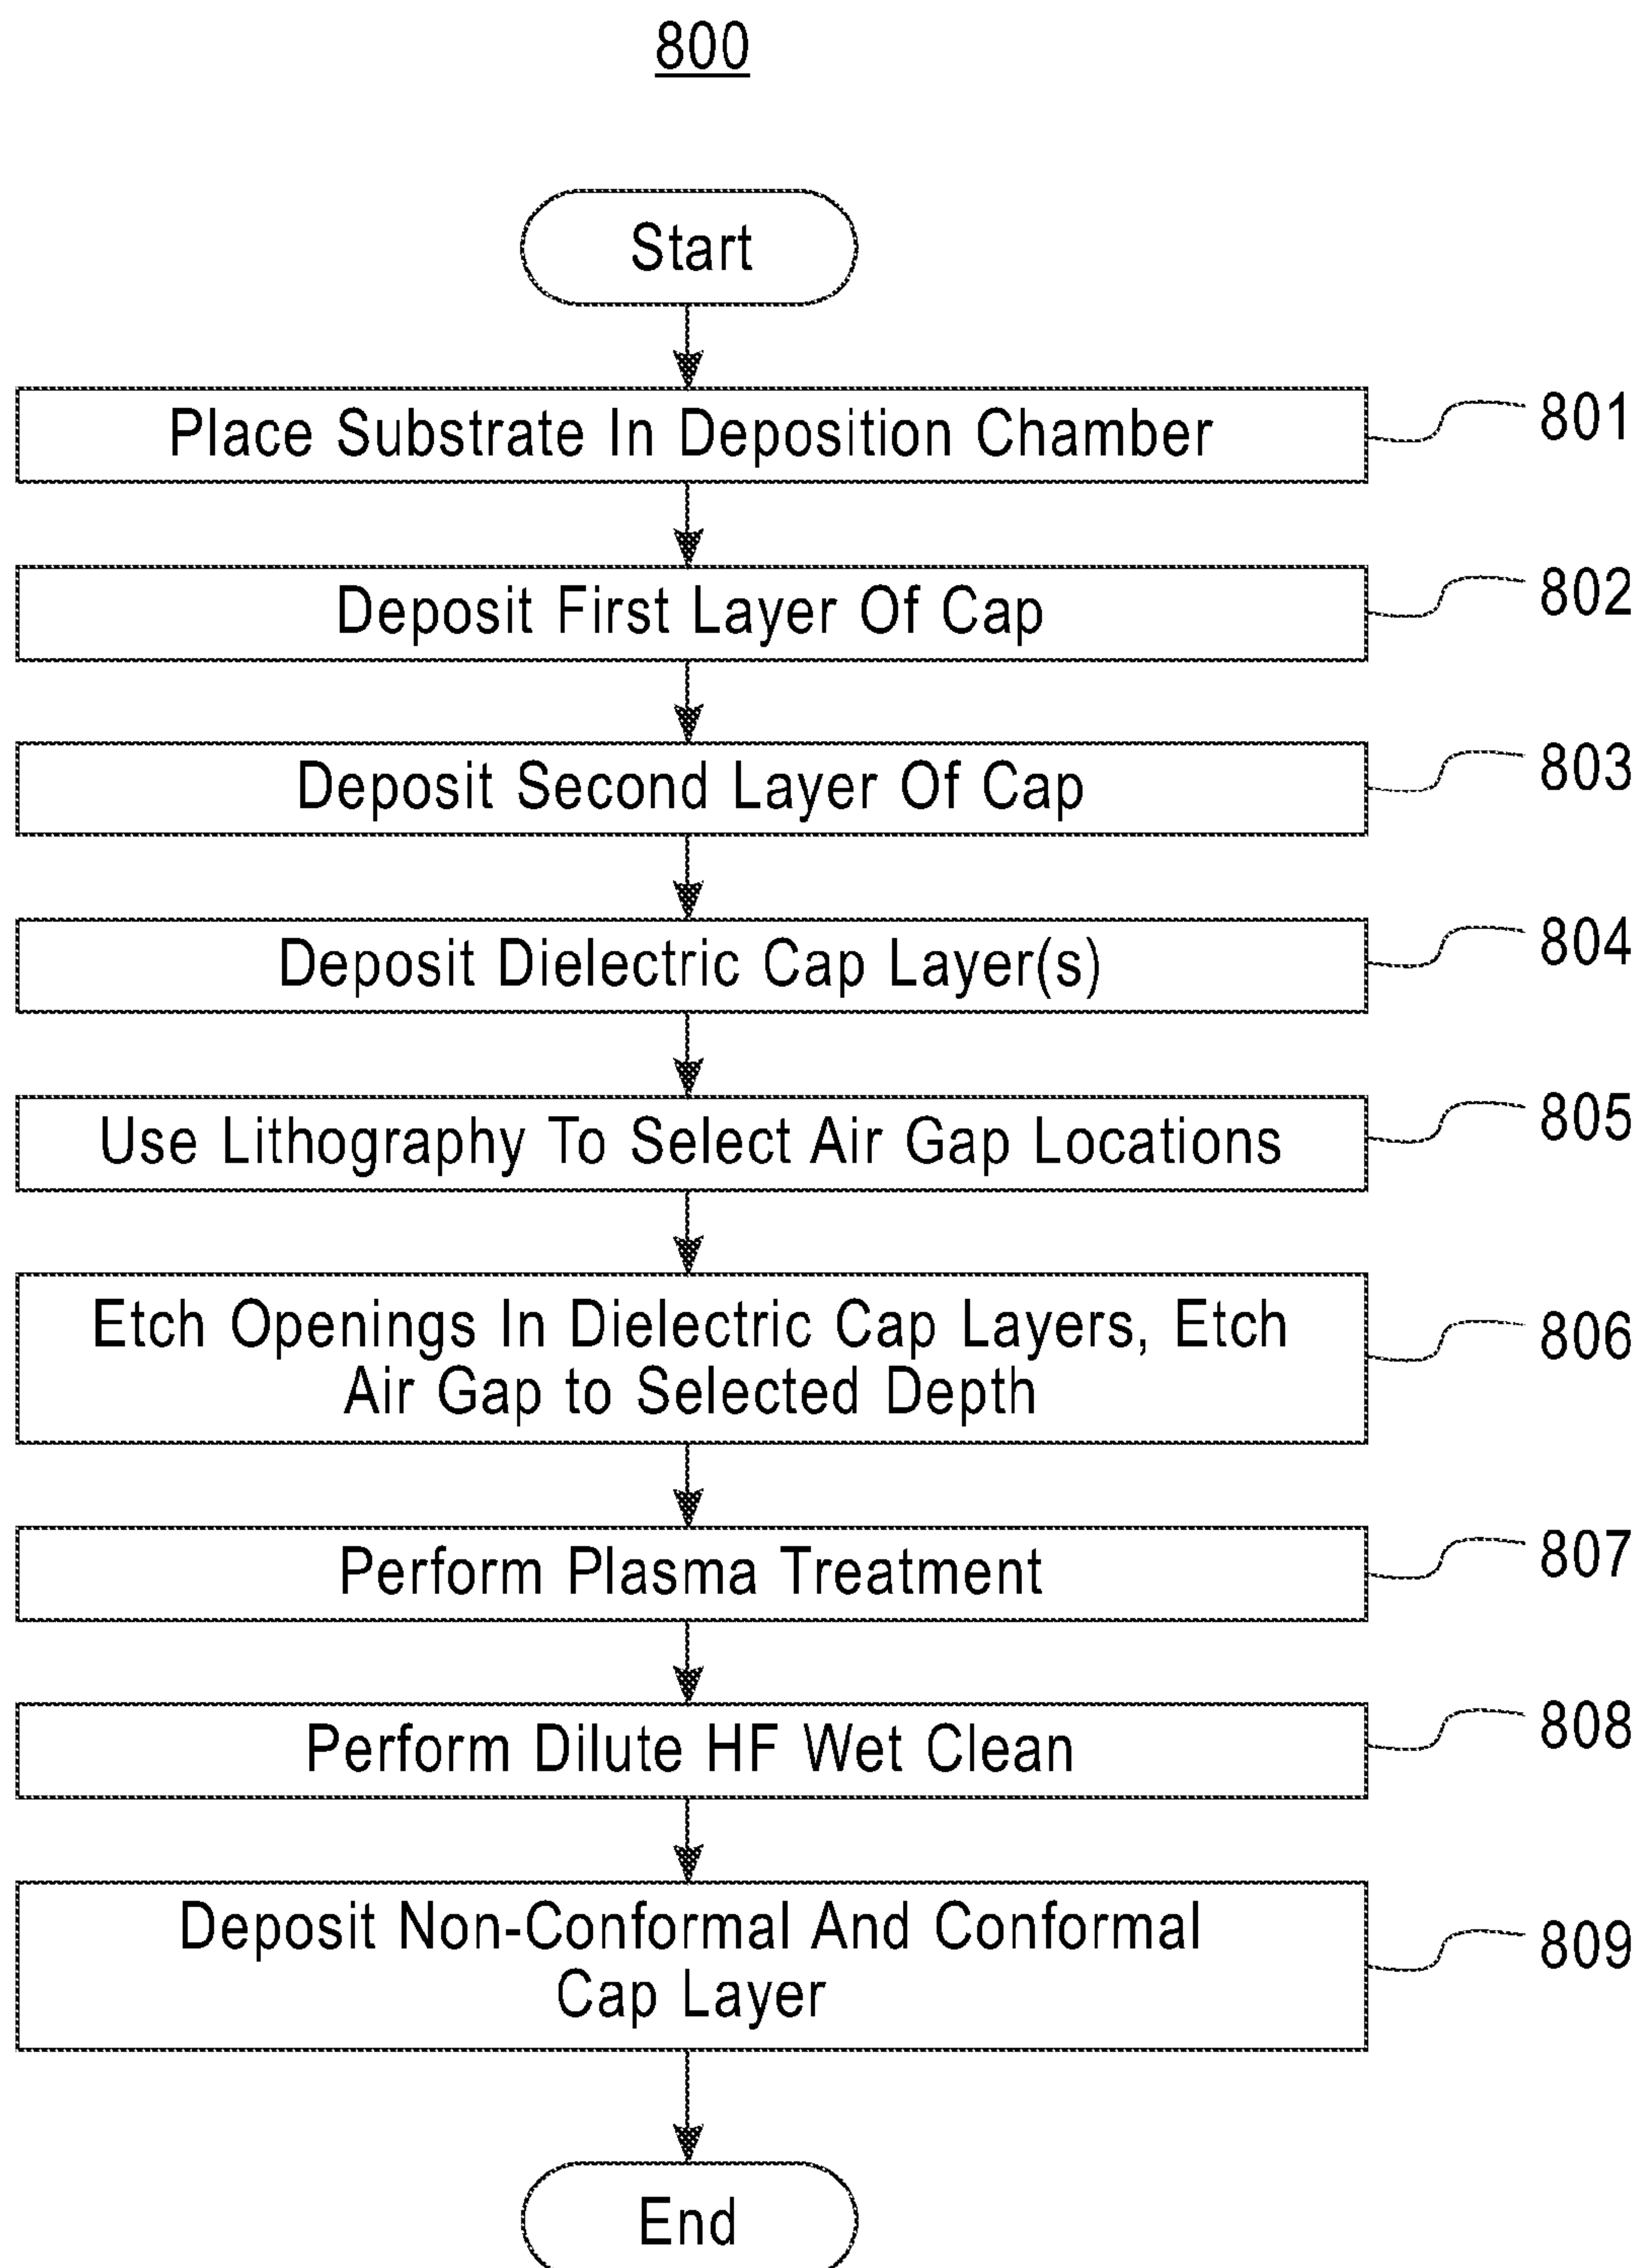 800
Start
Place Substrate In Deposition Chamber
801
Deposit First Layer Of Cap
802
Deposit Second Layer Of Cap
803
Deposit Dielectric Cap Layer(s)
804
Use Lithography To Select Air Gap Locations
805
Etch Openings In Dielectric Cap Layers, Etch
Air Gap to Selected Depth
806
Perform Plasma Treatment
807
Perform Dilute HF Wet Clean
808
Deposit Non-Conformal And Conformal
Cap Layer
809
End